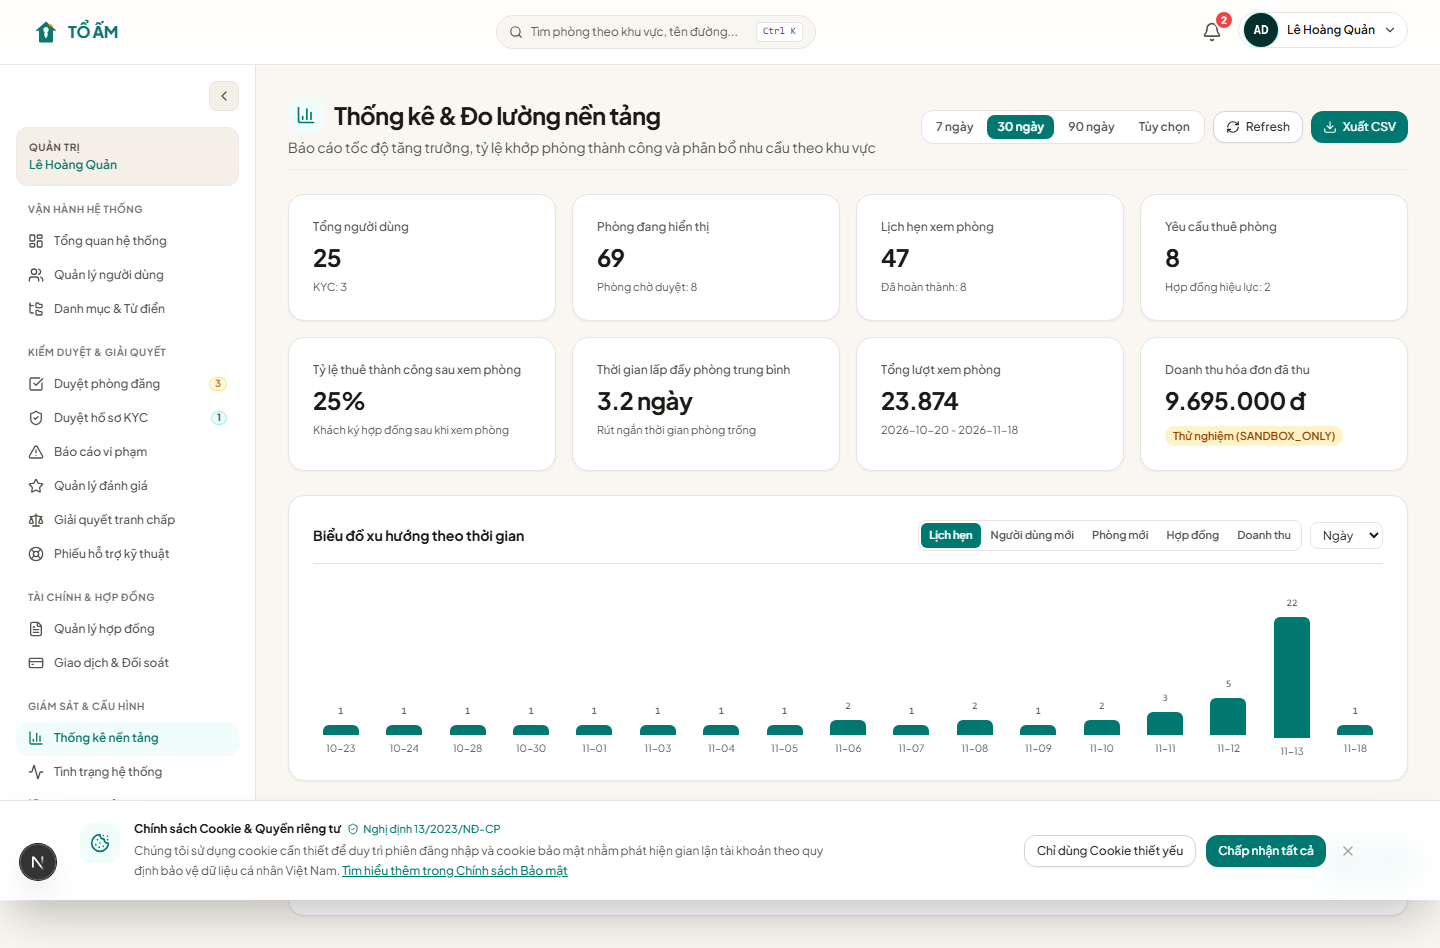 TỔ ẤM
Tìm phòng theo khu vực, tên đường...
Ctrl K
2
AD
Lê Hoàng Quản
QUẢN TRỊ
Lê Hoàng Quản
VẬN HÀNH HỆ THỐNG
Tổng quan hệ thống
Quản lý người dùng
Danh mục & Từ điển
KIỂM DUYỆT & GIẢI QUYẾT
Duyệt phòng đăng
3
Duyệt hồ sơ KYC
1
Báo cáo vi phạm
Quản lý đánh giá
Giải quyết tranh chấp
Phiếu hỗ trợ kỹ thuật
TÀI CHÍNH & HỢP ĐỒNG
Quản lý hợp đồng
Giao dịch & Đối soát
GIÁM SÁT & CẤU HÌNH
Thống kê nền tảng
Tình trạng hệ thống
Thống kê & Đo lường nền tảng
Báo cáo tốc độ tăng trưởng, tỷ lệ khớp phòng thành công và phân bổ nhu cầu theo khu vực
7 ngày
30 ngày
90 ngày
Tùy chọn
Refresh
Xuất CSV
Tổng người dùng
25
KYC: 3
Phòng đang hiển thị
69
Phòng chờ duyệt: 8
Lịch hẹn xem phòng
47
Đã hoàn thành: 8
Yêu cầu thuê phòng
8
Hợp đồng hiệu lực: 2
Tỷ lệ thuê thành công sau xem phòng
25%
Khách ký hợp đồng sau khi xem phòng
Thời gian lấp đầy phòng trung bình
3.2 ngày
Rút ngắn thời gian phòng trống
Tổng lượt xem phòng
23.874
2026-10-20 - 2026-11-18
Doanh thu hóa đơn đã thu
9.695.000 đ
Thử nghiệm (SANDBOX_ONLY)
Biểu đồ xu hướng theo thời gian
Lịch hẹn
Người dùng mới
Phòng mới
Hợp đồng
Doanh thu
Ngày
1 1 1 1 1 1 1 1 2 1 2 1 2 3 5 22 1
10-23 10-24 10-28 10-30 11-01 11-03 11-04 11-05 11-06 11-07 11-08 11-09 11-10 11-11 11-12 11-13 11-18
N
Chính sách Cookie & Quyền riêng tư
Nghị định 13/2023/NĐ-CP
Chúng tôi sử dụng cookie cần thiết để duy trì phiên đăng nhập và cookie bảo mật nhằm phát hiện gian lận tài khoản theo quy
định bảo vệ dữ liệu cá nhân Việt Nam. Tìm hiểu thêm trong Chính sách Bảo mật
Chỉ dùng Cookie thiết yếu
Chấp nhận tất cả